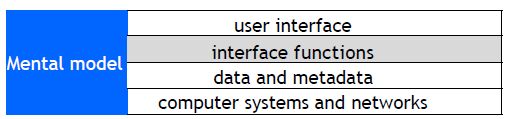 user interface
interface functions
Mental model
data and metadata
computer systems and networks